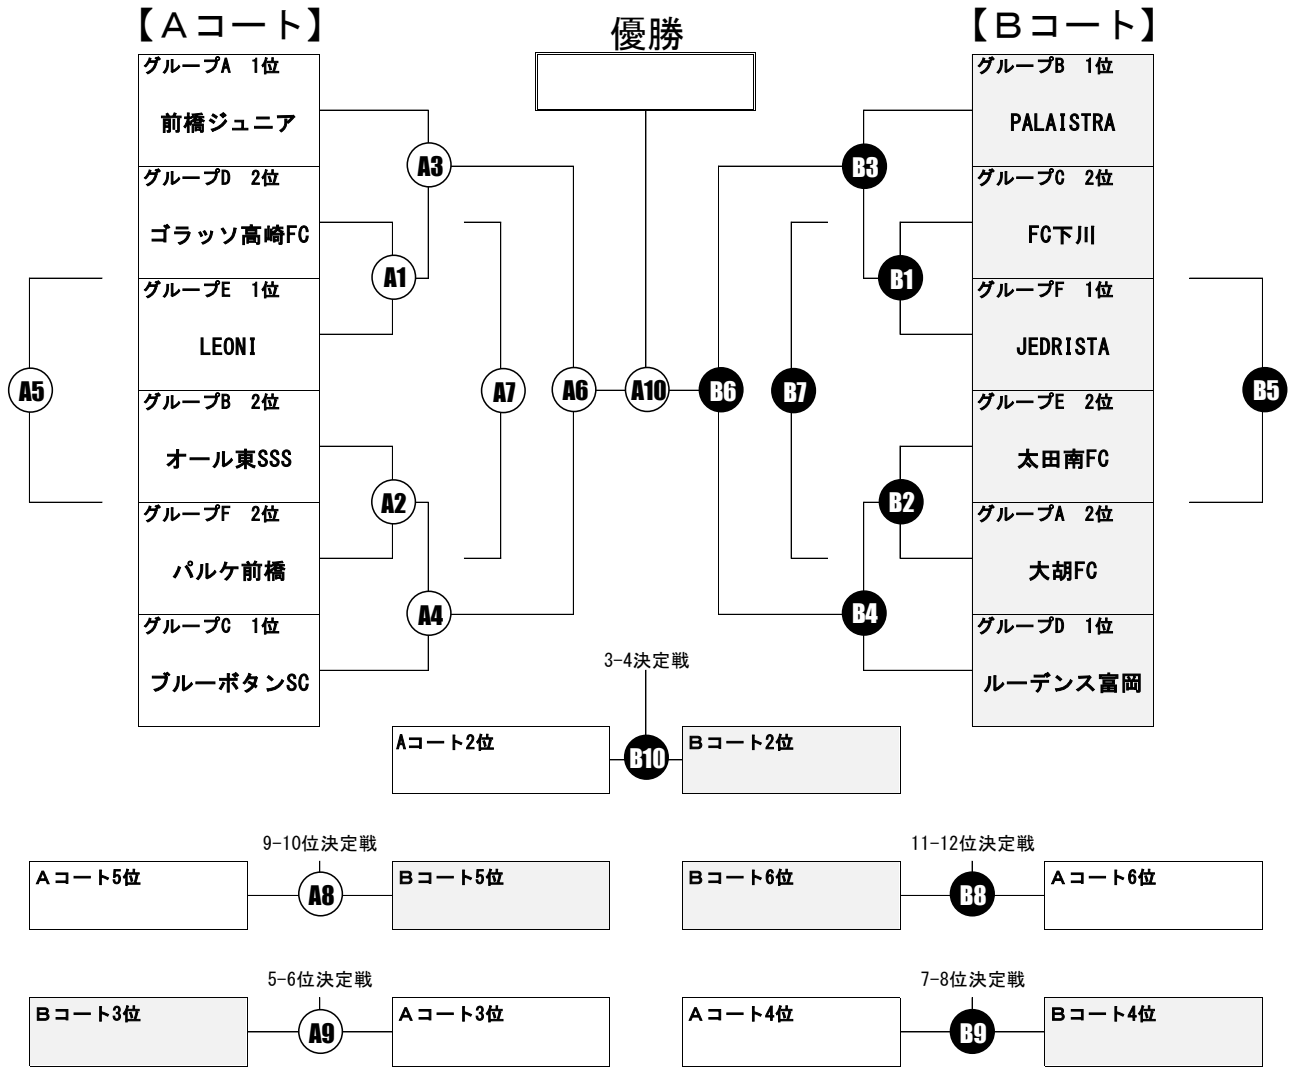 【Ａコート】
優勝
【Ｂコート】
グループA　1位
前橋ジュニア
グループD　2位
ゴラッソ高崎FC
グループE　1位
LEONI
グループB　2位
オール東SSS
グループF　2位
パルケ前橋
グループC　1位
ブルーボタンSC
A3
A1
A5
A2
A4
A7
A6
A10
B6
B7
B3
B1
B5
B2
B4
グループB　1位
PALAISTRA
グループC　2位
FC下川
グループF　1位
JEDRISTA
グループE　2位
太田南FC
グループA　2位
大胡FC
グループD　1位
ルーデンス富岡
3-4決定戦
Aコート2位
B10
Ｂコート2位
9-10位決定戦
Ａコート5位
A8
Ｂコート5位
11-12位決定戦
Ｂコート6位
B8
Ａコート6位
5-6位決定戦
Ｂコート3位
A9
Ａコート3位
7-8位決定戦
Ａコート4位
B9
Ｂコート4位